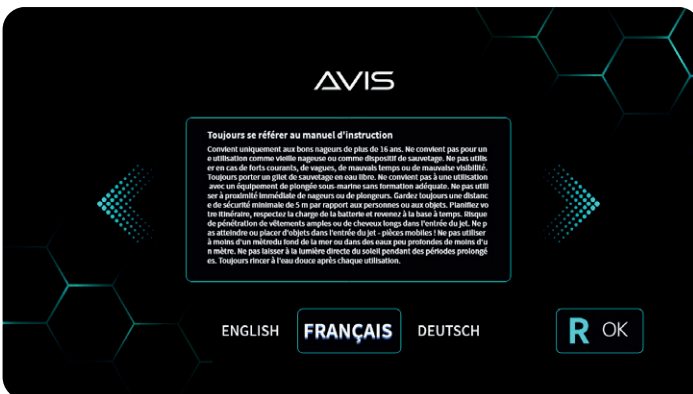 AVIS
Toujours se référer au manuel d'instruction
Convient uniquement aux bons nageurs de plus de 16 ans. Ne convient pas pour un
e utilisation comme vieille nageuse ou comme dispositif de sauvetage. Ne pas utilis
er en cas de forts courants, de vagues, de mauvais temps ou de mauvaise visibilité.
Toujours porter un gilet de sauvetage en eau libre. Ne convient pas à une utilisation
avec un équipement de plongée sous-marine sans formation adéquate. Ne pas utili
ser à proximité immédiate de nageurs ou de plongeurs. Gardez toujours une distanc
e de sécurité minimale de 5 m par rapport aux personnes ou aux objets. Planifiez vo
tre itinéraire, respectez la charge de la batterie et revenez à la base à temps. Risque
de pénétration de vêtements amples ou de cheveux longs dans l'entrée du jet. Ne p
as atteindre ou placer d'objets dans l'entrée du jet - pièces mobiles ! Ne pas utiliser
à moins d'un mètredu fond de la mor ou dans des eaux peu profondes de moins d'u
n mètre. Ne pas laisser à la lumière directe du soleil pendant des périodes prolongé
es. Toujours rincer à l'eau douce après chaque utilisation.
ENGLISH FRANÇAIS DEUTSCH R OK